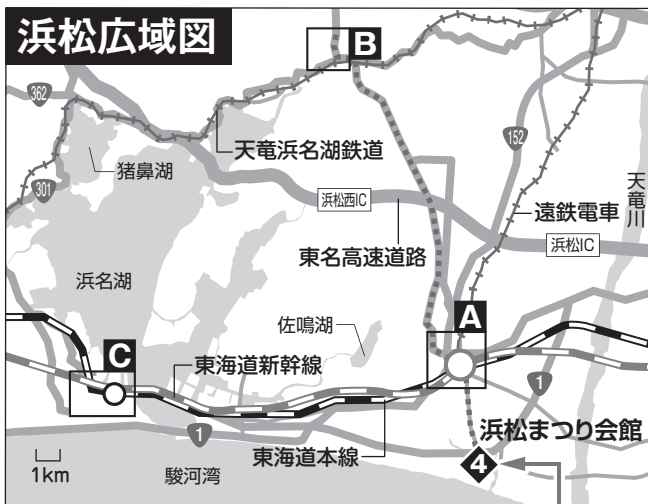 浜松広域図
B
362
天竜浜名湖鉄道
152
猪鼻湖
301
浜松西IC
遠鉄電車
天竜川
東名高速道路
浜松IC
浜名湖
佐鳴湖
A
C
東海道新幹線
1
1
浜松まつり会館
東海道本線
4
1km
駿河湾